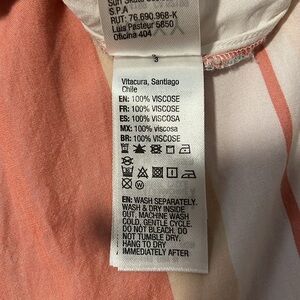 S.P.A
RUT: 76.690.968-K
Luis Pasteur 5850
Oficina 404
3
Vitacura, Santiago
Chile
EN: 100% VISCOSE
FR: 100% VISCOSE
ES: 100% VISCOSA
MX: 100% viscosa
BR: 100% VISCOSE
W
EN: WASH SEPARATELY.
WASH & DRY INSIDE
OUT, MACHINE WASH
COLD, GENTLE CYCLE.
DO NOT BLEACH. DO
NOT TUMBLE DRY.
HANG TO DRY
IMMEDIATELY AFTER